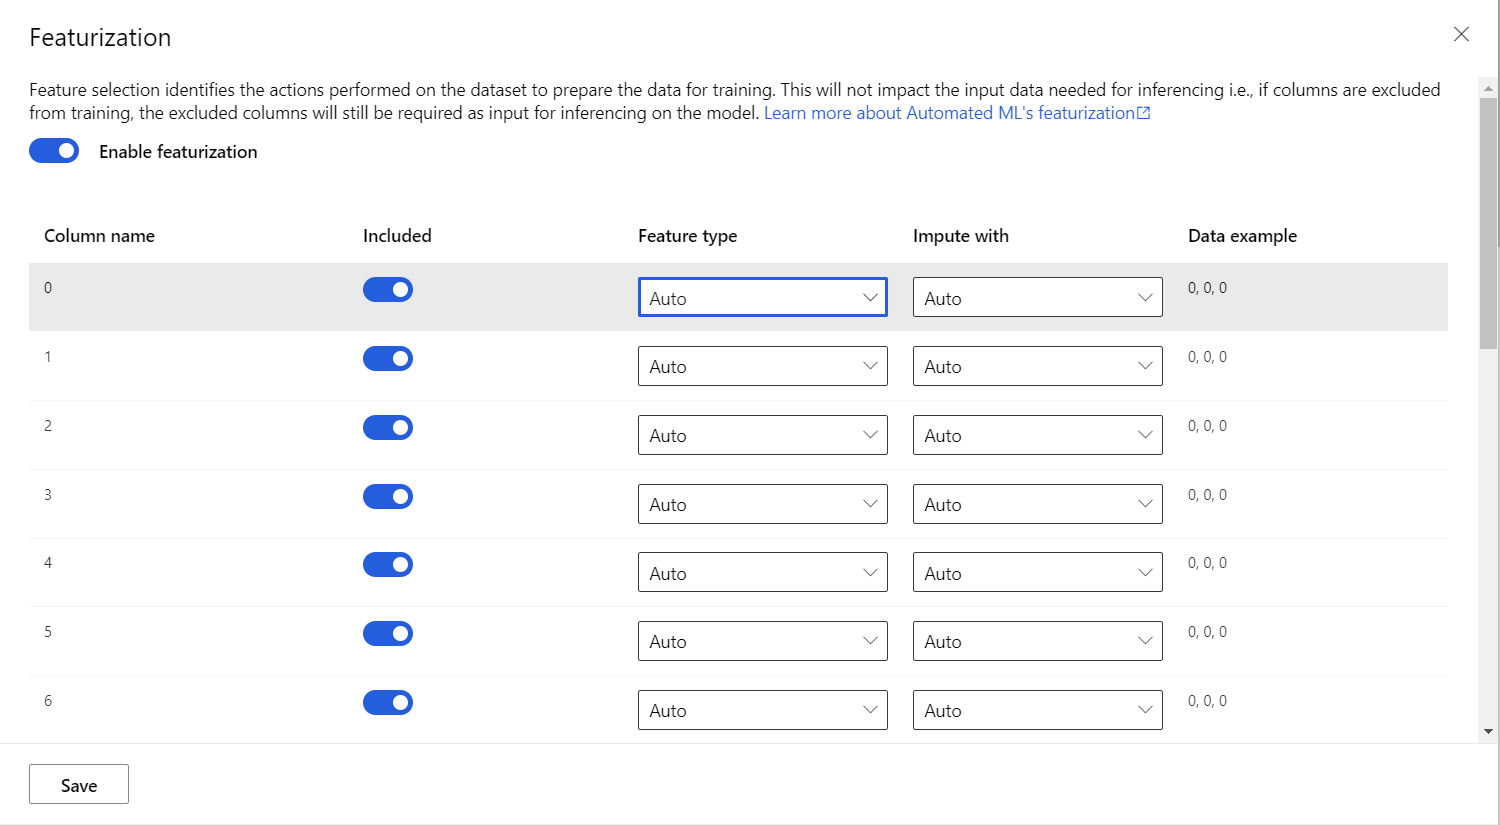 Featurization
Feature selection identifies the actions performed on the dataset to prepare the data for training. This will not impact the input data needed for inferencing i.e., if columns are excluded
from training, the excluded columns will still be required as input for inferencing on the model. Learn more about Automated ML's featurization
Enable featurization
Column name Included Feature type Impute with Data example
0 Auto Auto 0, 0, 0
1 Auto Auto 0, 0, 0
2 Auto Auto 0, 0, 0
3 Auto Auto 0, 0, 0
4 Auto Auto 0, 0, 0
5 Auto Auto 0, 0, 0
6 Auto Auto 0, 0, 0
Save